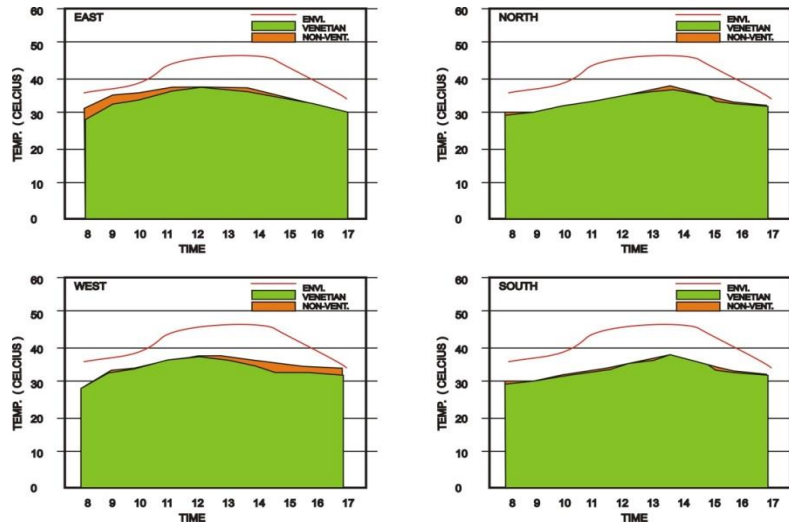 EAST
ENVI.
VENETIAN
NON-VENT.
TEMP. ( CELCIUS )
60
50
40
30
20
10
0
8 9 10 11 12 13 14 15 16 17
TIME
NORTH
ENVI.
VENETIAN
NON-VENT.
TEMP. ( CELCIUS )
60
50
40
30
20
10
0
8 9 10 11 12 13 14 15 16 17
TIME
WEST
ENVI.
VENETIAN
NON-VENT.
TEMP. ( CELCIUS )
60
50
40
30
20
10
0
8 9 10 11 12 13 14 15 16 17
TIME
SOUTH
ENVI.
VENETIAN
NON-VENT.
TEMP. ( CELCIUS )
60
50
40
30
20
10
0
8 9 10 11 12 13 14 15 16 17
TIME